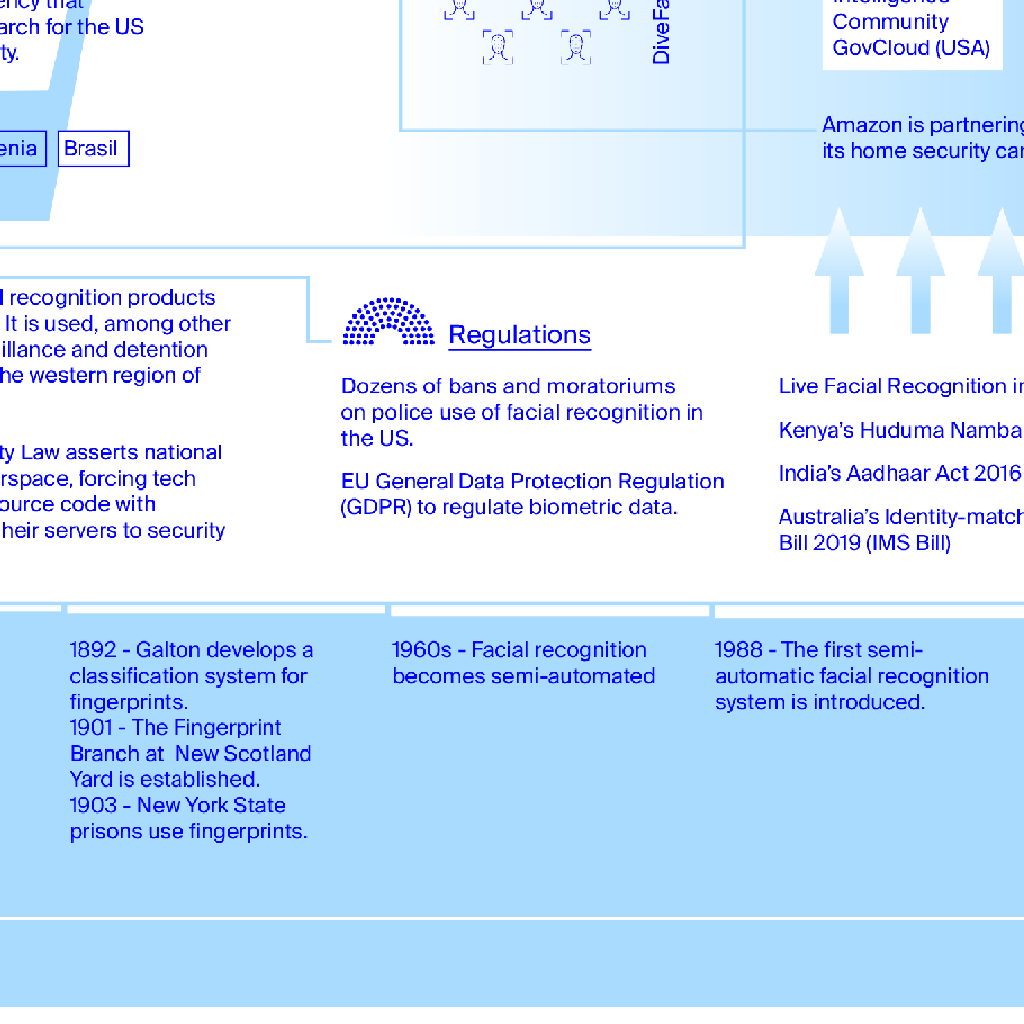 that
arch for the US
ty.
enia
Brasil
DiveFa
Community
GovCloud (USA)
Amazon is partnering
its home security
recognition products
It is used, among other
illance and detention
he western region of
ty Law asserts national
rspace, forcing tech
ource code with
heir servers to security
Regulations
Dozens of bans and moratoriums
on police use of facial recognition in
the US.
EU General Data Protection Regulation
(GDPR) to regulate biometric data.
Live Facial Recognition
Kenya's Huduma Namba
India's Aadhaar Act 2016
Australia's Identity-match
Bill 2019 (IMS Bill)
1892 - Galton develops a
classification system for
fingerprints.
1901 - The Fingerprint
Branch at New Scotland
Yard is established.
1903 - New York State
prisons use fingerprints.
1960s - Facial recognition
becomes semi-automated
1988 - The first semi-
automatic facial recognition
system is introduced.